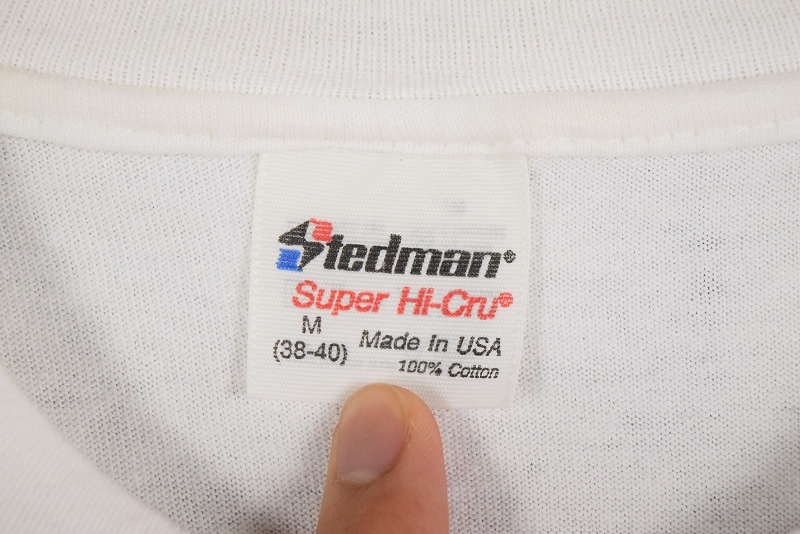 Stedman®
Super Hi-Cru®
M
(38-40)
Made In USA
100% Cotton